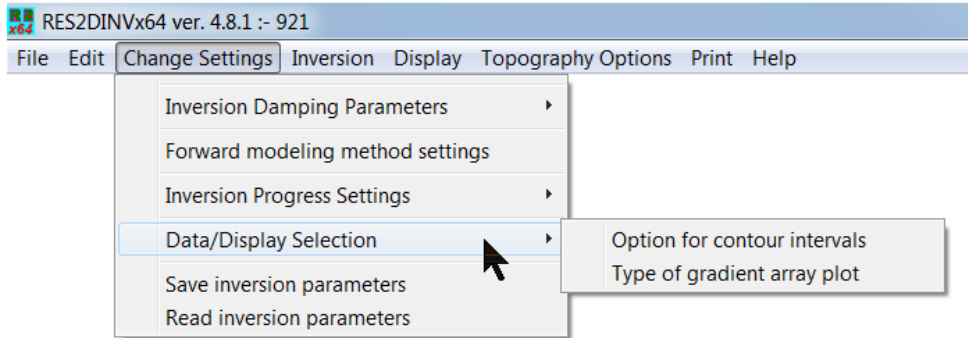 RES2DINVx64 ver. 4.8.1 :- 921
File Edit Change Settings Inversion Display Topography Options Print Help
Inversion Damping Parameters
Forward modeling method settings
Inversion Progress Settings
Data/Display Selection
Option for contour intervals
Type of gradient array plot
Save inversion parameters
Read inversion parameters